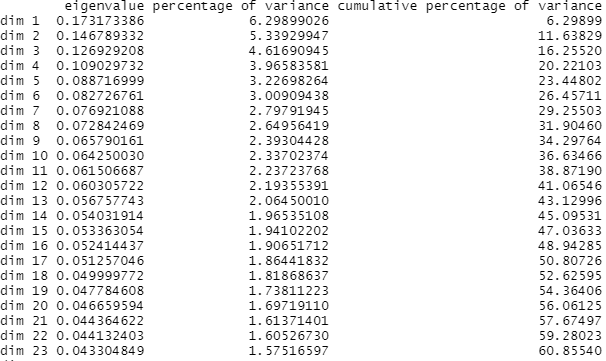 eigenvalue percentage of variance cumulative percentage of variance
dim 1 0.173173386 6.29899026 6.29899
dim 2 0.146789332 5.33929947 11.63829
dim 3 0.126929208 4.61690945 16.25520
dim 4 0.109029732 3.96583581 20.22103
dim 5 0.088716999 3.22698264 23.44802
dim 6 0.082726761 3.00909438 26.45711
dim 7 0.076921088 2.79791945 29.25503
dim 8 0.072842469 2.64956419 31.90460
dim 9 0.065790161 2.39304428 34.29764
dim 10 0.064250030 2.33702374 36.63466
dim 11 0.061506687 2.23723768 38.87190
dim 12 0.060305722 2.19355391 41.06546
dim 13 0.056757743 2.06450010 43.12996
dim 14 0.054031914 1.96535108 45.09531
dim 15 0.053363054 1.94102202 47.03633
dim 16 0.052414437 1.90651712 48.94285
dim 17 0.051257046 1.86441832 50.80726
dim 18 0.049999772 1.81868637 52.62595
dim 19 0.047784608 1.73811223 54.36406
dim 20 0.046659594 1.69719110 56.06125
dim 21 0.044364622 1.61371401 57.67497
dim 22 0.044132403 1.60526730 59.28023
dim 23 0.043304849 1.57516597 60.85540